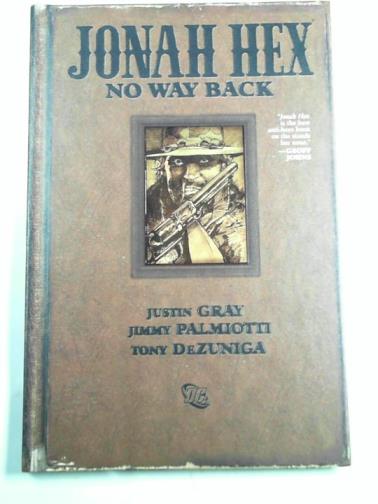 JONAH HEX
NO WAY BACK
"Jonah Hex
is the best
anti-hero book
on the stands
bar none."
—GEOFF
JOHNS
JUSTIN GRAY
JIMMY PALMIOTTI
TONY DeZUNIGA
DC